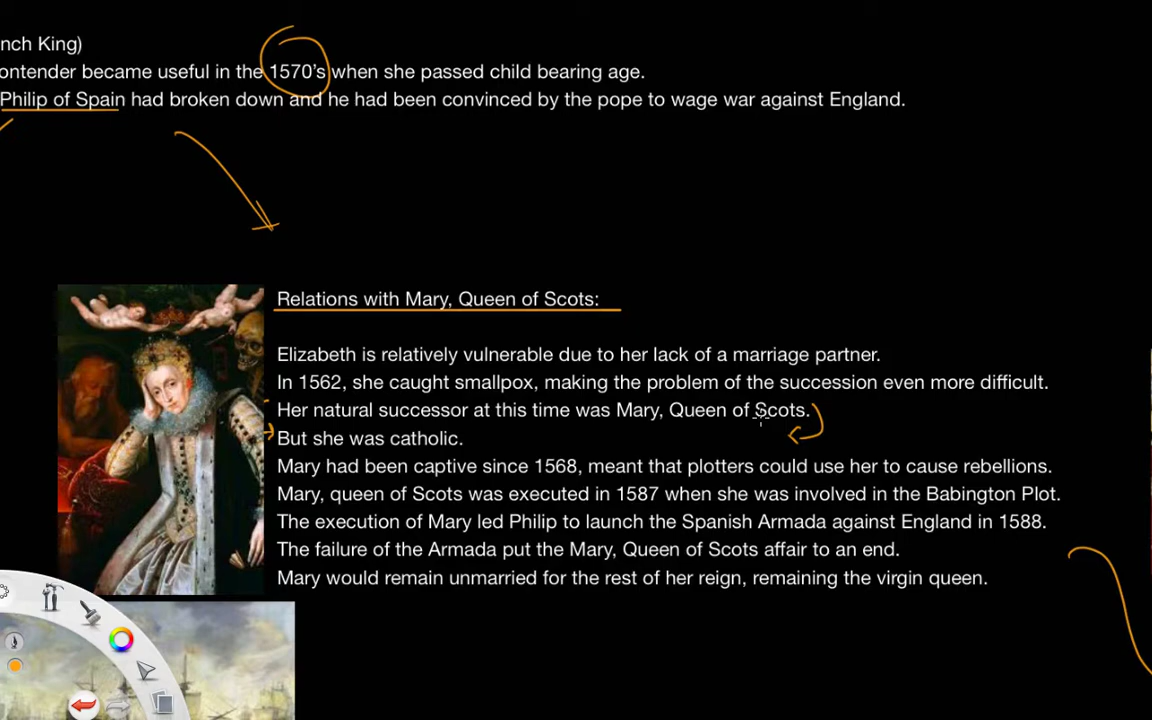 nch King)
ontender became useful in the 1570's when she passed child bearing age.
Philip of Spain had broken down and he had been convinced by the pope to wage war against England.
Relations with Mary, Queen of Scots:
Elizabeth is relatively vulnerable due to her lack of a marriage partner.
In 1562, she caught smallpox, making the problem of the succession even more difficult.
Her natural successor at this time was Mary, Queen of Scots.
But she was catholic.
Mary had been captive since 1568, meant that plotters could use her to cause rebellions.
Mary, queen of Scots was executed in 1587 when she was involved in the Babington Plot.
The execution of Mary led Philip to launch the Spanish Armada against England in 1588.
The failure of the Armada put the Mary, Queen of Scots affair to an end.
Mary would remain unmarried for the rest of her reign, remaining the virgin queen.